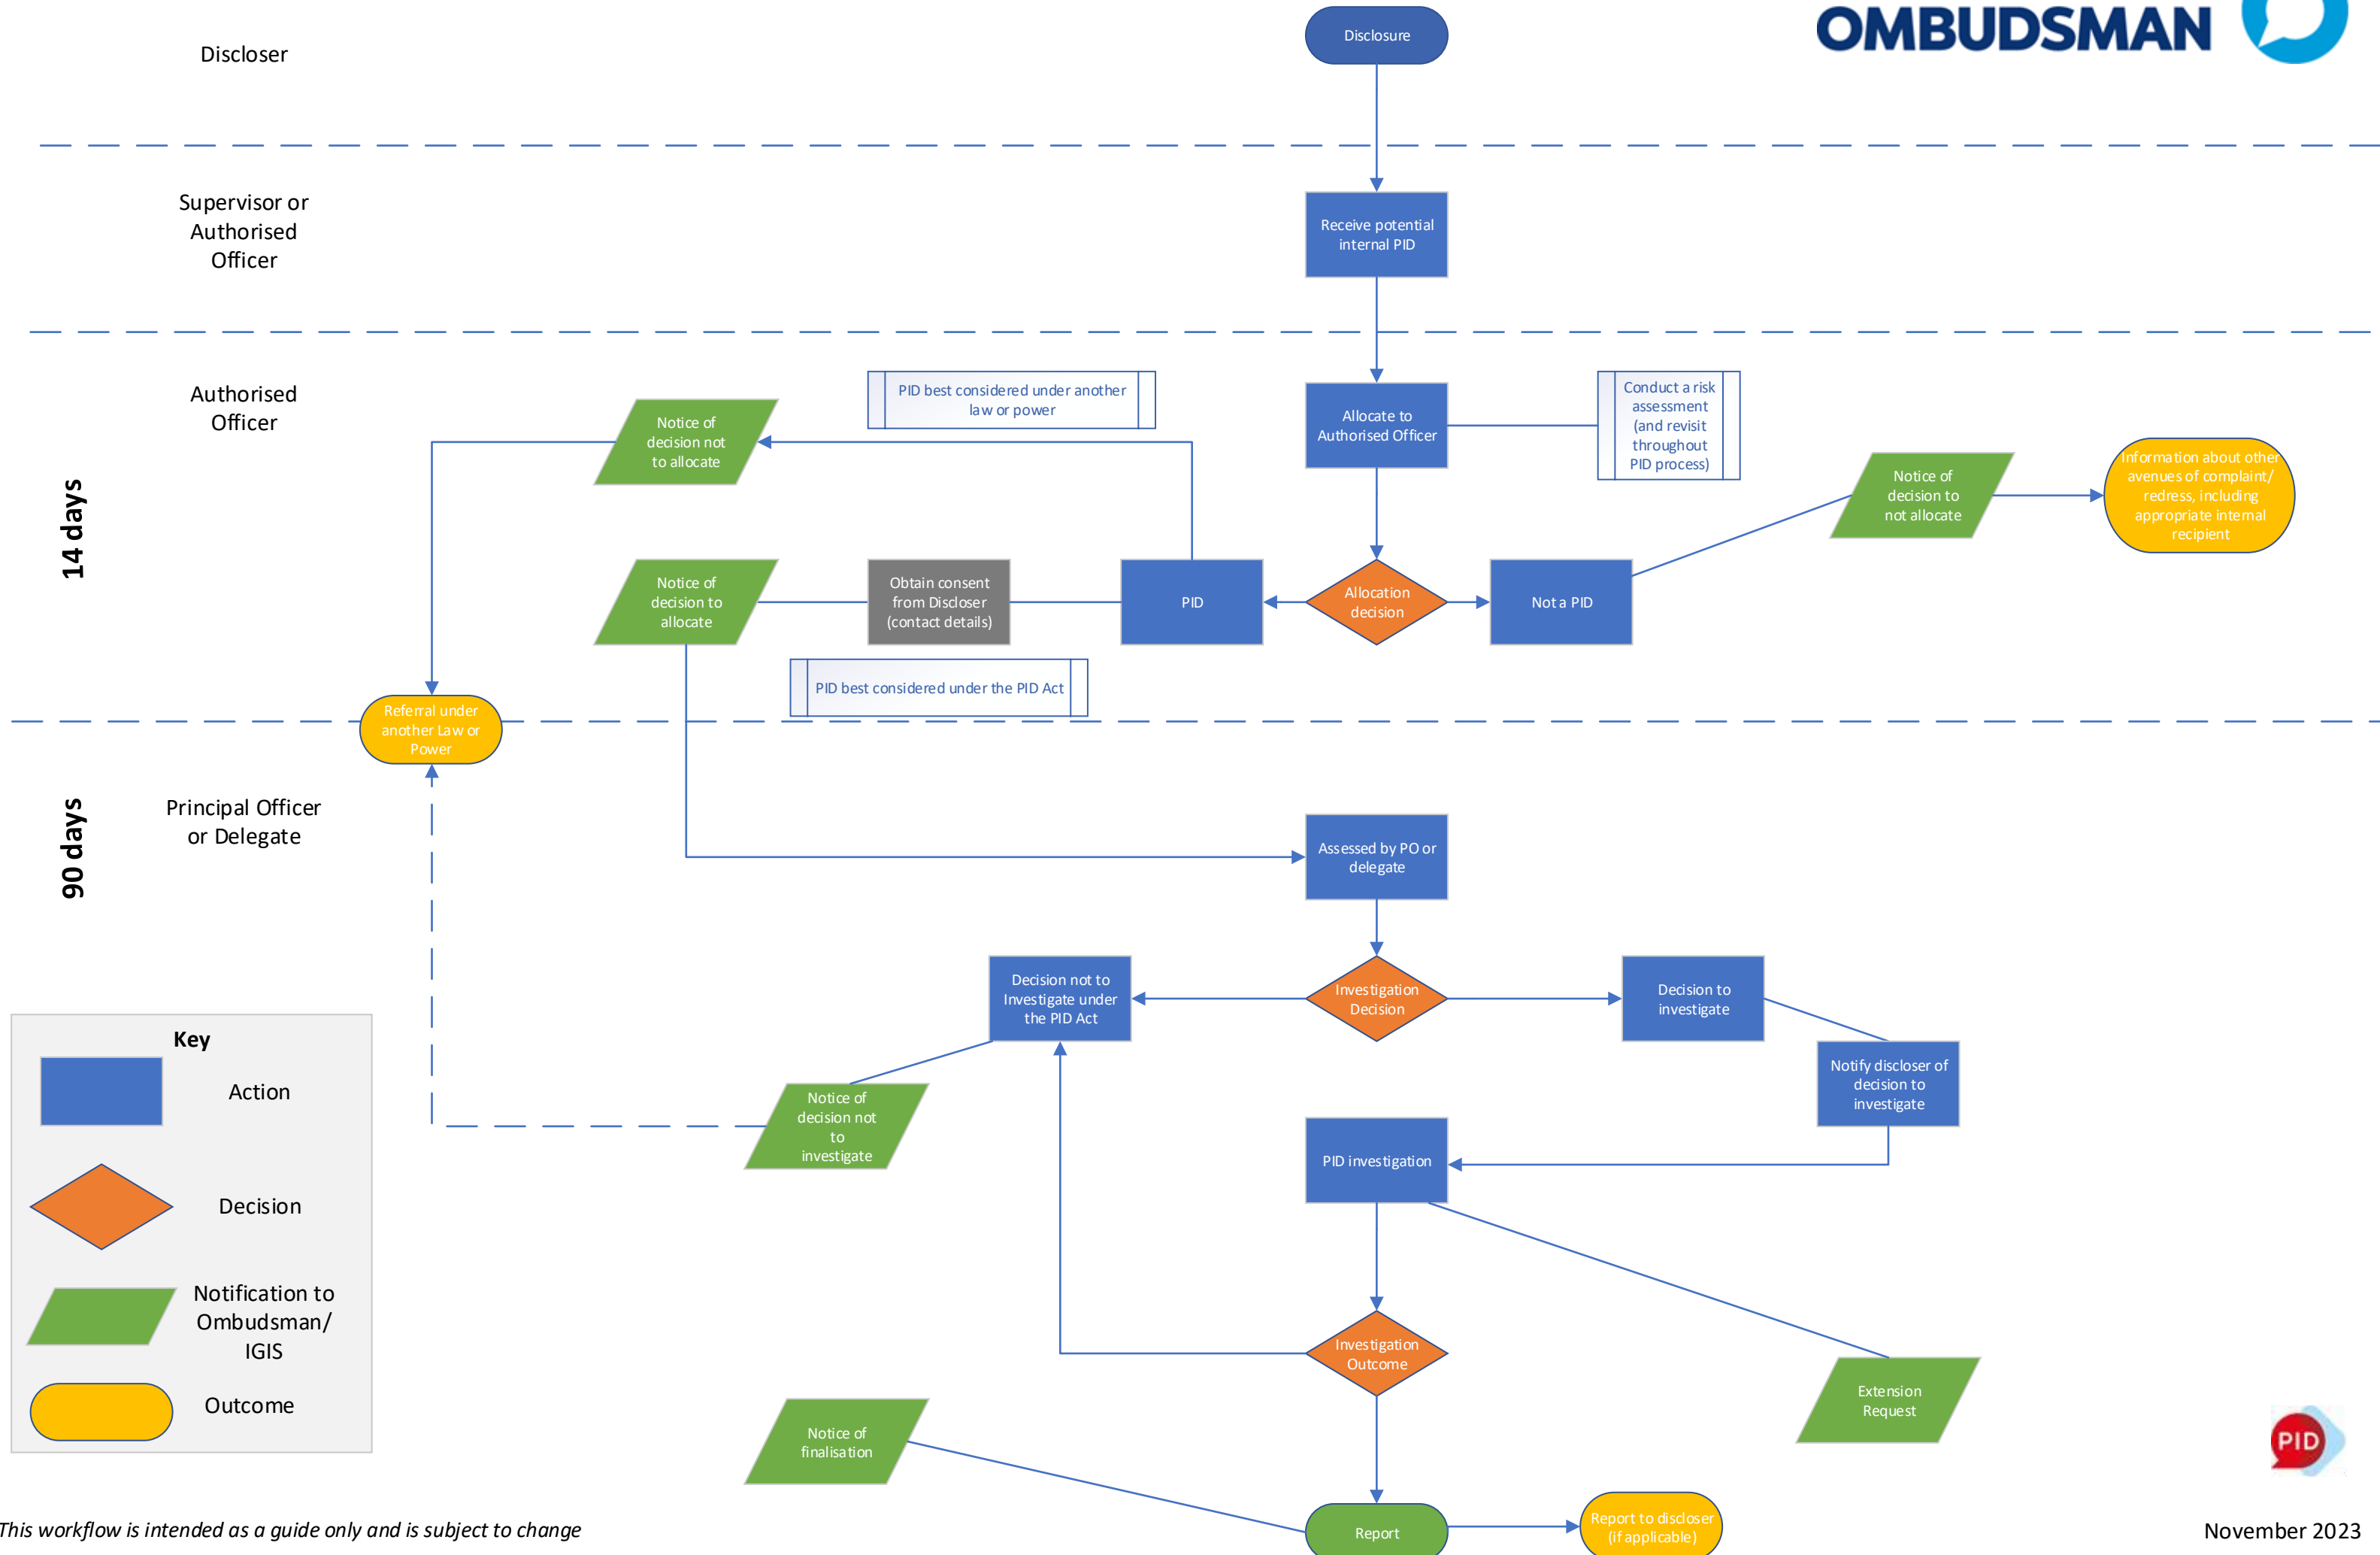 OMBUDSMAN
Discloser
Disclosure
Supervisor or
Authorised
Officer
Receive potential
internal PID
Authorised
Officer
14 days
PID best considered under another
law or power
Notice of
decision not
to allocate
Allocate to
Authorised Officer
Conduct a risk
assessment
(and revisit
throughout
PID process)
Notice of
decision to
not allocate
Information about other
avenues of complaint/
redress, including
appropriate internal
recipient
Notice of
decision to
allocate
Obtain consent
from Discloser
(contact details)
PID
Allocation
decision
Not a PID
PID best considered under the PID Act
Referral under
another Law or
Power
90 days
Principal Officer
or Delegate
Assessed by PO or
delegate
Decision not to
Investigate under
the PID Act
Investigation
Decision
Decision to
investigate
Notify discloser of
decision to
investigate
Notice of
decision not
to
investigate
PID investigation
Key
Action
Decision
Notification to
Ombudsman/
IGIS
Outcome
Investigation
Outcome
Extension
Request
Notice of
finalisation
PID
Report
Report to discloser
(if applicable)
This workflow is intended as a guide only and is subject to change
November 2023